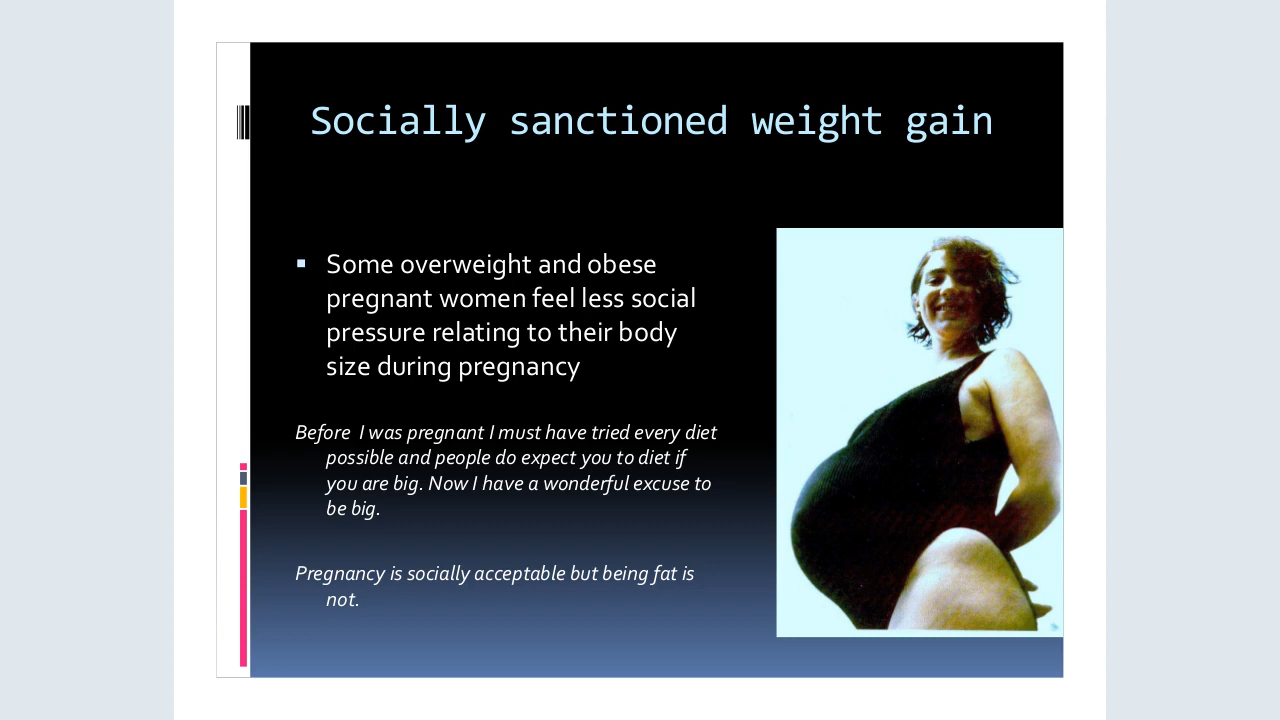 Socially sanctioned weight gain
Some overweight and obese
pregnant women feel less social
pressure relating to their body
size during pregnancy
Before I was pregnant I must have tried every diet
possible and people do expect you to diet if
you are big. Now I have a wonderful excuse to
be big.
Pregnancy is socially acceptable but being fat is
not.